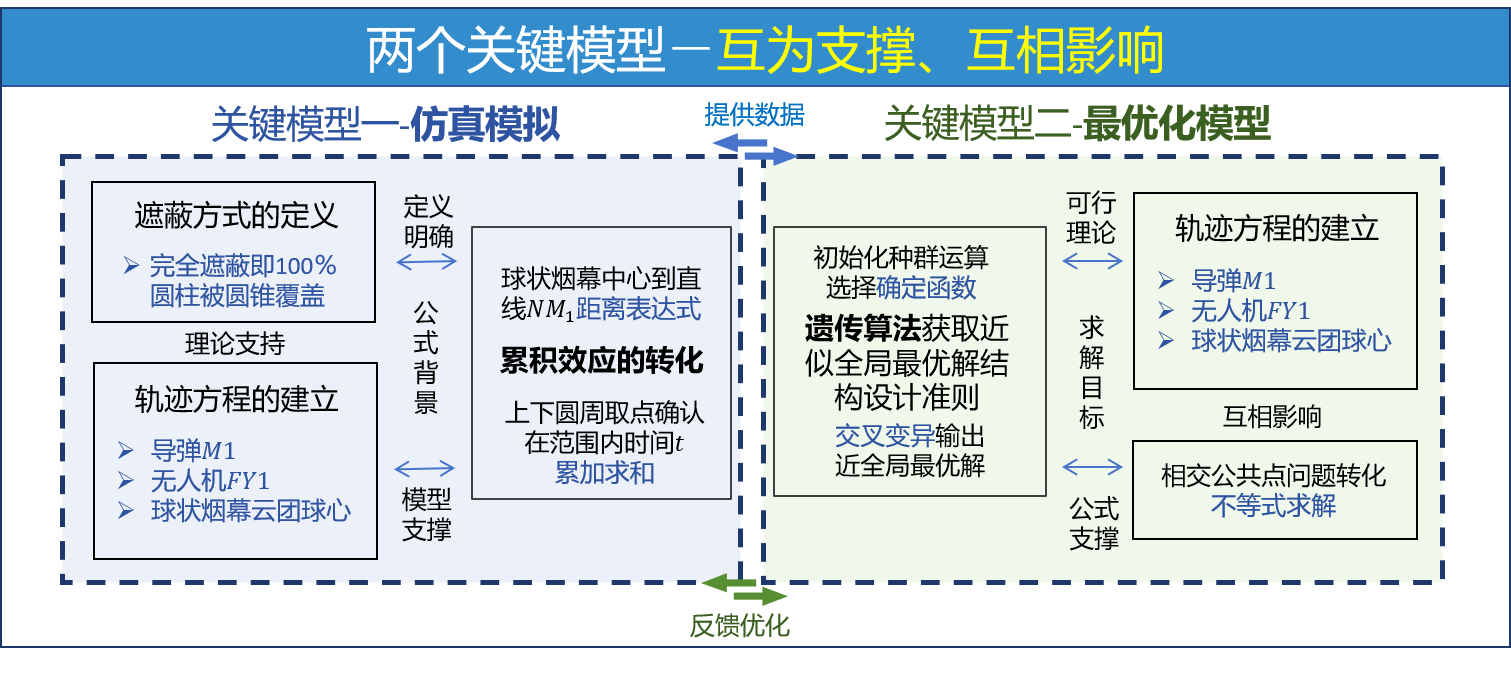 两个关键模型—互为支撑、互相影响
关键模型一-仿真模拟
提供数据
关键模型二-最优化模型
遮蔽方式的定义
➢ 完全遮蔽即100%
圆柱被圆锥覆盖
理论支持
轨迹方程的建立
➢ 导弹M1
➢ 无人机FY1
➢ 球状烟幕云团球心
定义
明确
公
式
背
景
模型
支撑
球状烟幕中心到直
线NM₁距离表达式
累积效应的转化
上下圆周取点确认
在范围内时间t
累加求和
初始化种群运算
选择确定函数
遗传算法获取近
似全局最优解结
构设计准则
交叉变异输出
近全局最优解
可行
理论
求
解
目
标
公式
支撑
轨迹方程的建立
➢ 导弹M1
➢ 无人机FY1
➢ 球状烟幕云团球心
互相影响
相交公共点问题转化
不等式求解
反馈优化